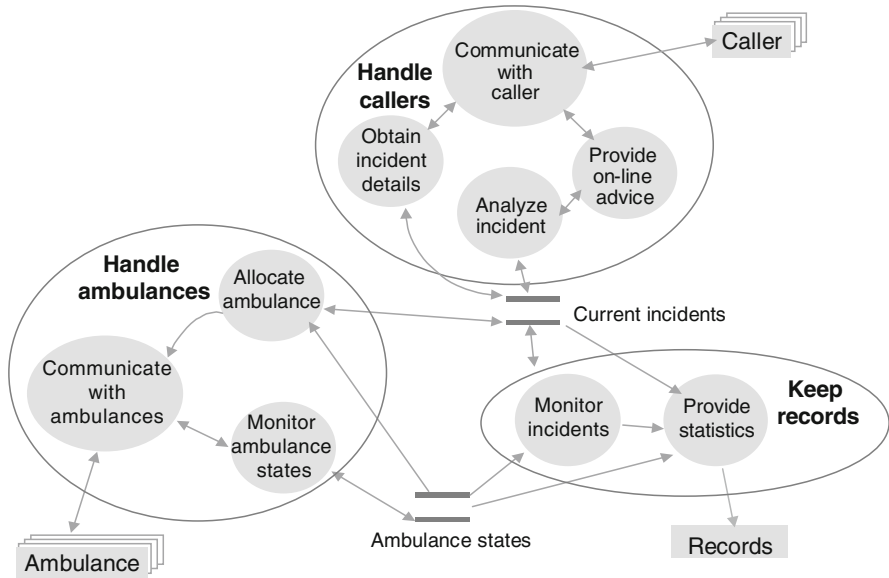 Communicate
with
caller
Caller
Handle
callers
Obtain
incident
details
Provide
on-line
advice
Analyze
incident
Handle
ambulances
Allocate
ambulance
Current incidents
Communicate
with
ambulances
Monitor
ambulance
states
Monitor
incidents
Provide
statistics
Keep
records
Ambulance states
Ambulance
Records